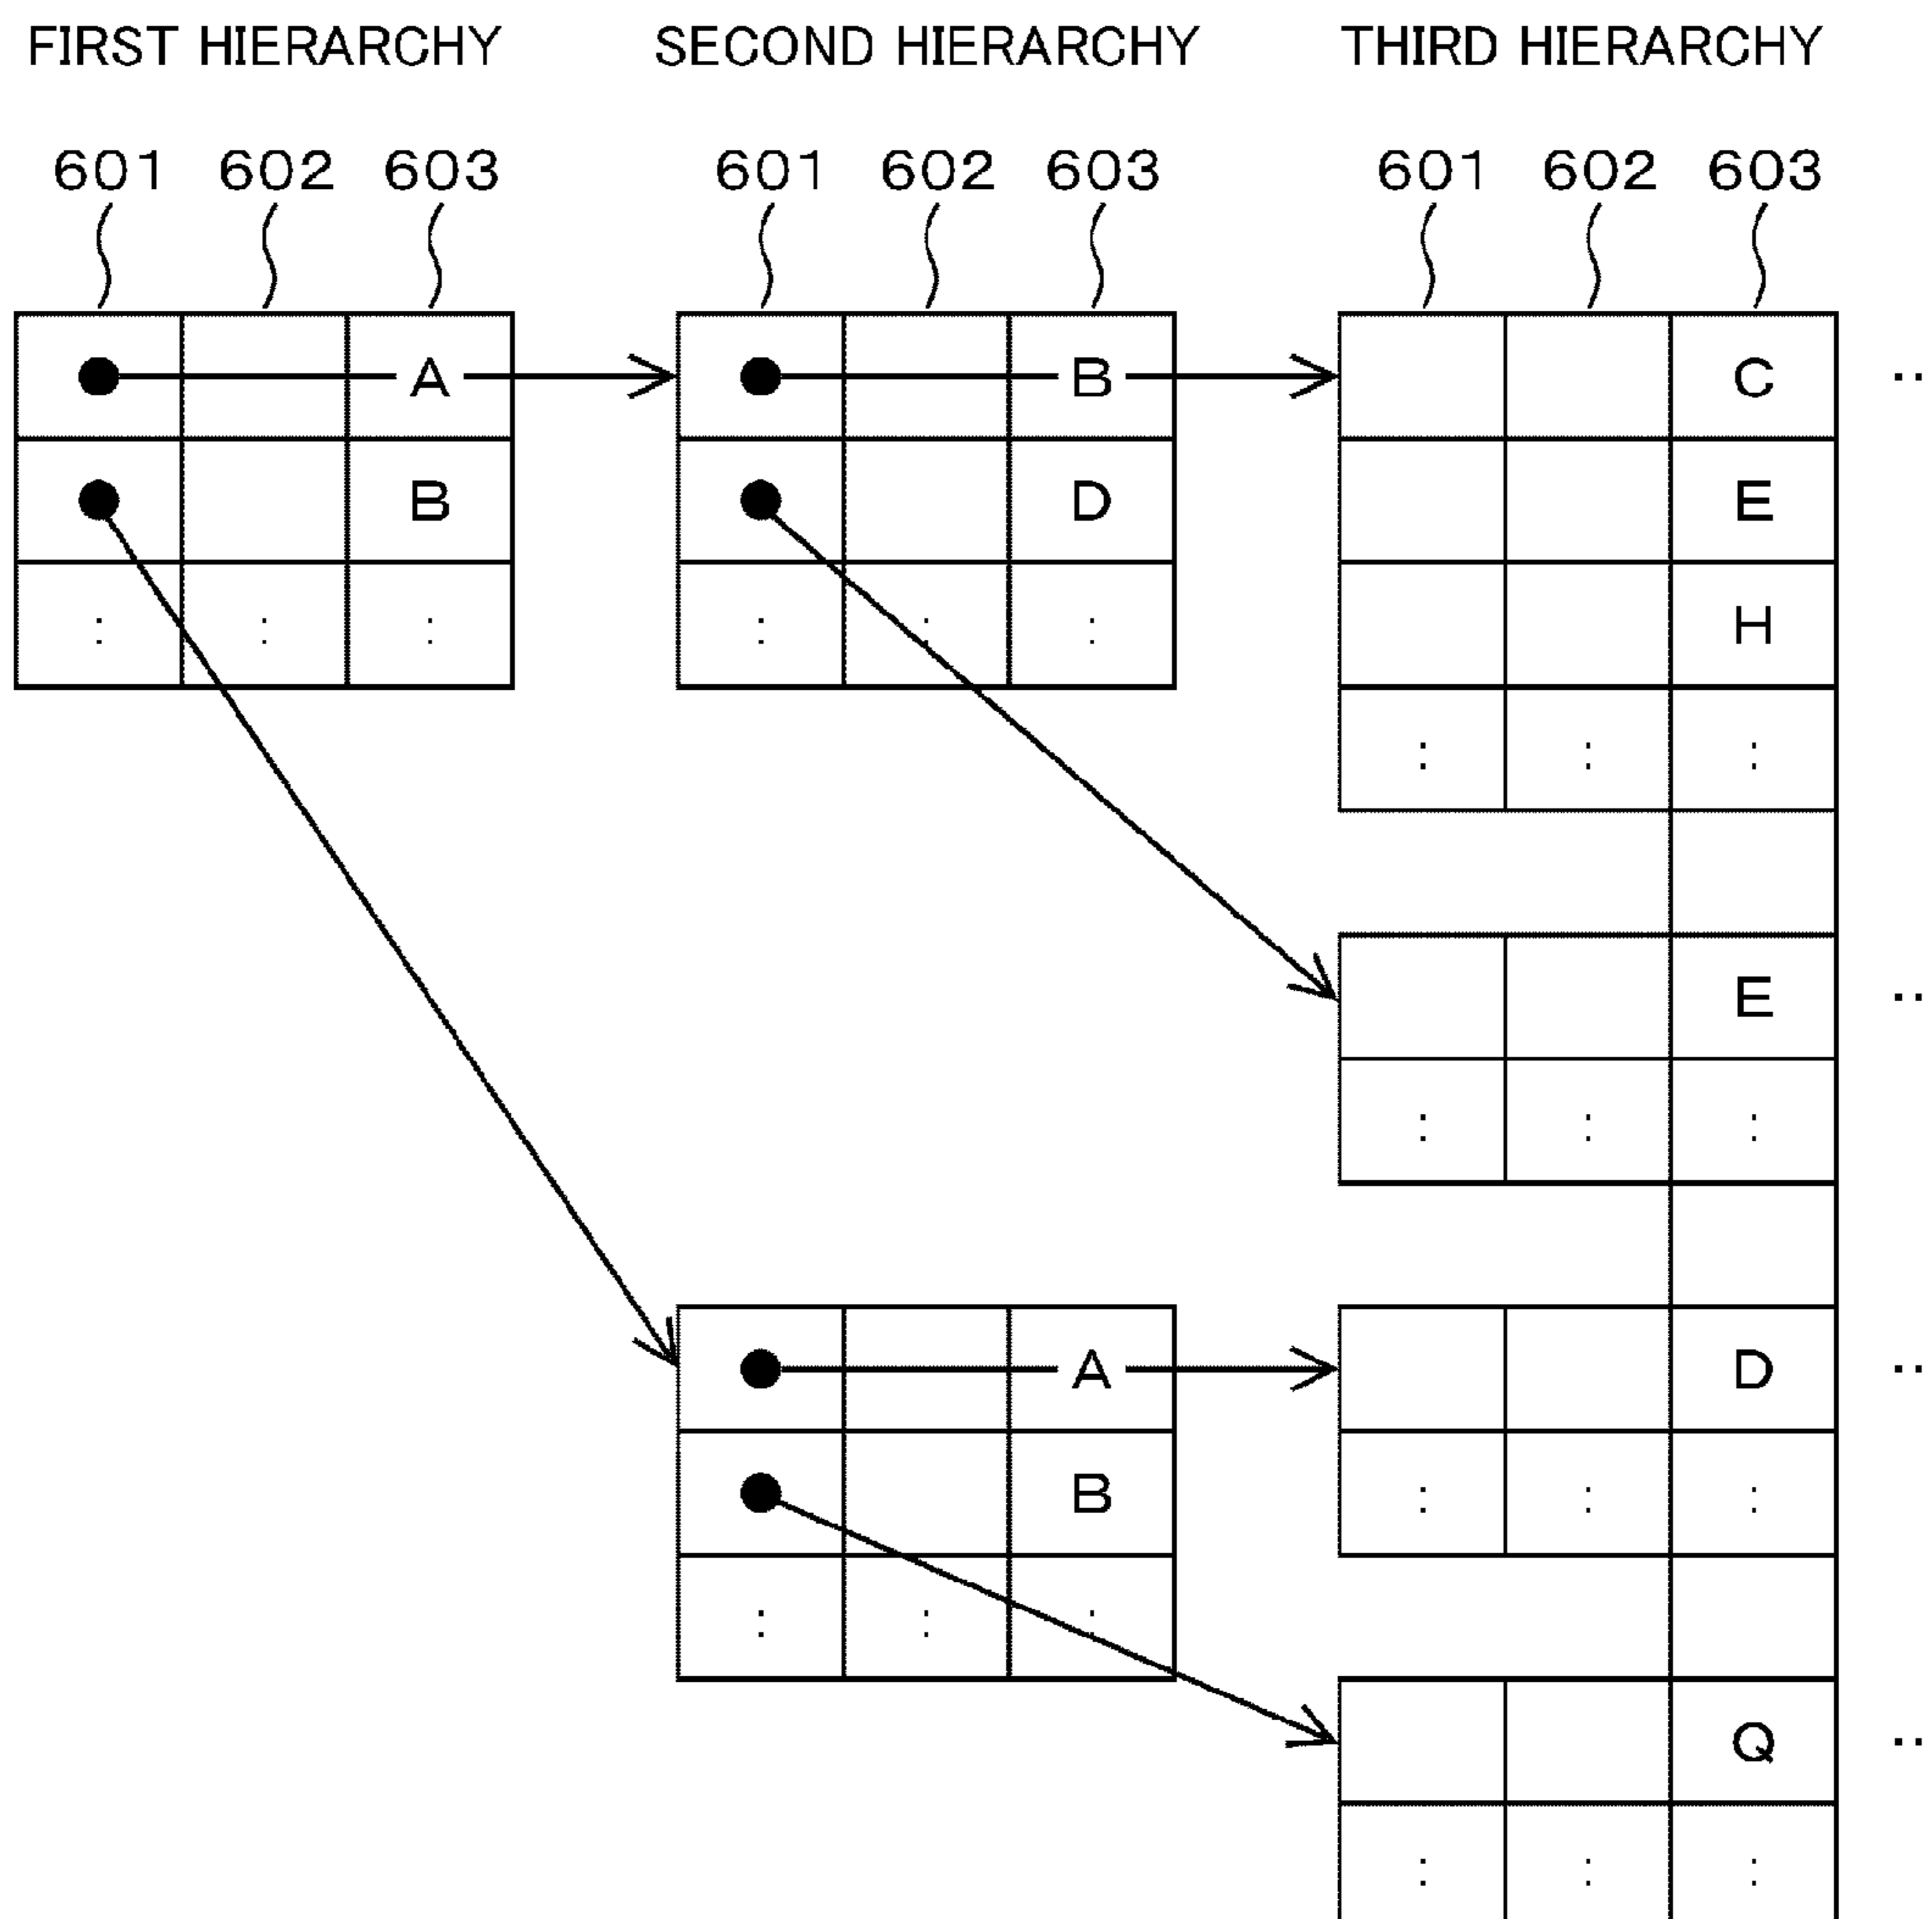 FIRST HIERARCHY SECOND HIERARCHY THIRD HIERARCHY
601 602 603 601 602 603 601 602 603
A B C ..
B D E
: : : : : : H
: : :
E ..
: : :
A D ..
B : : :
: : :
Q ..
: : :